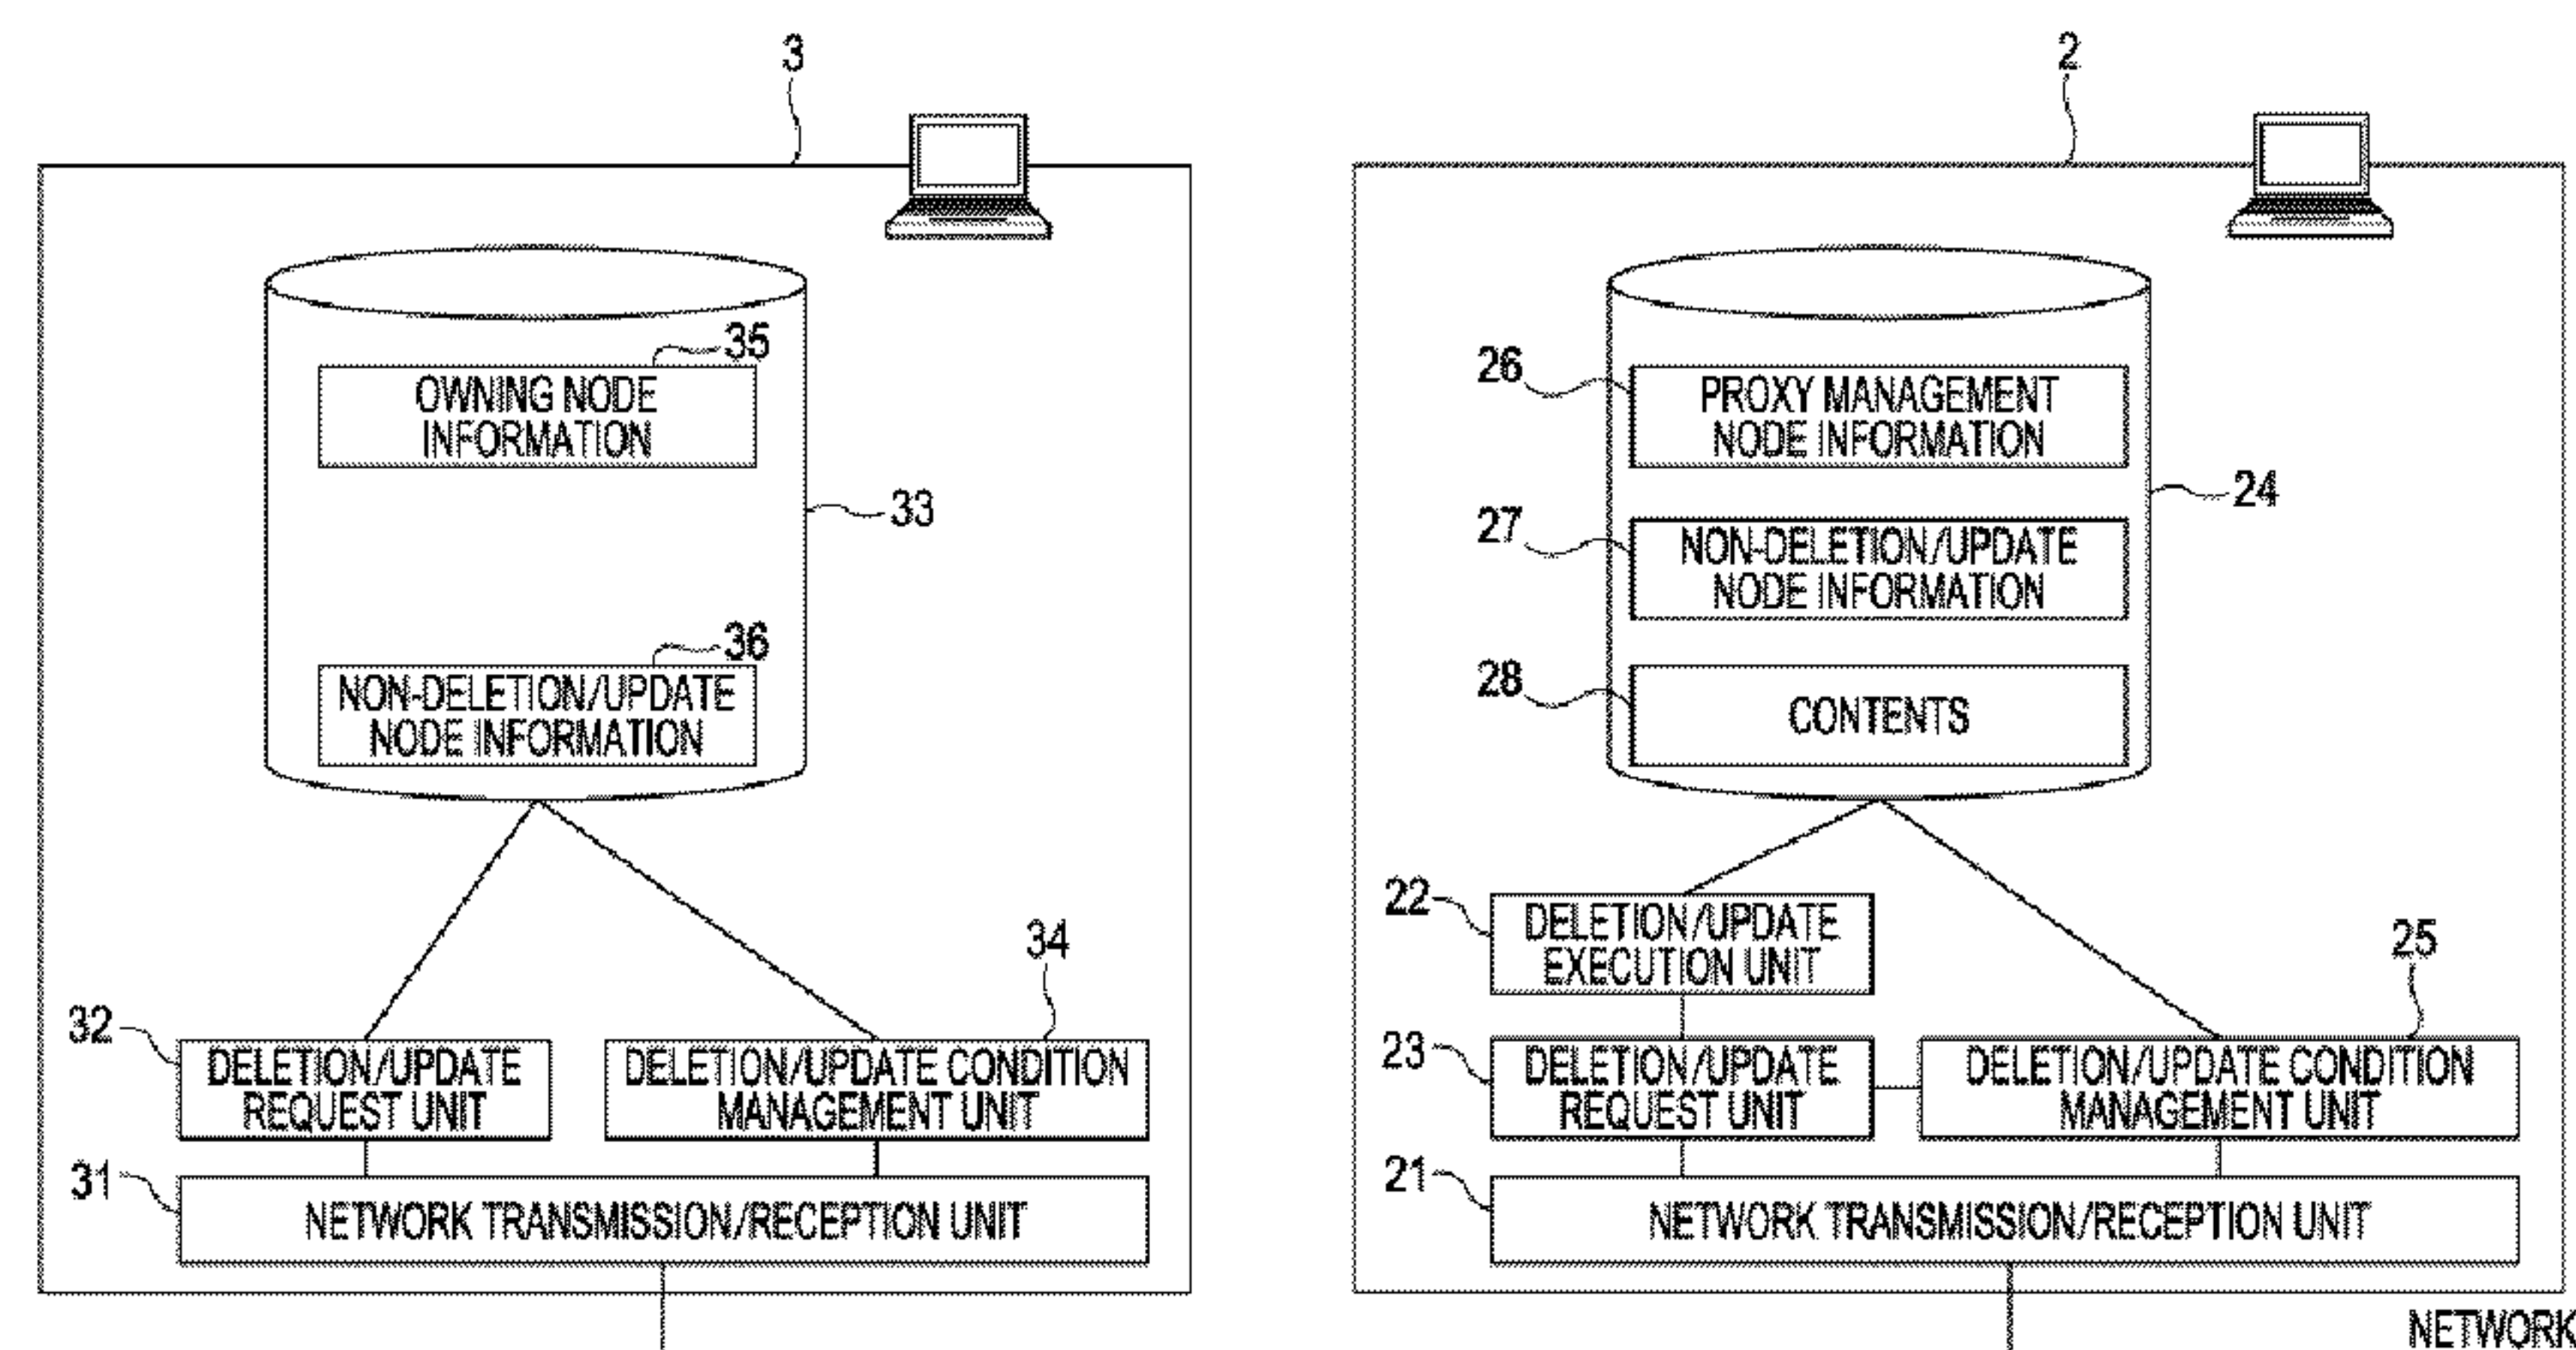 3
35
OWNING NODE
INFORMATION
33
36
NON-DELETION/UPDATE
NODE INFORMATION
34
32
DELETION/UPDATE
REQUEST UNIT
DELETION/UPDATE CONDITION
MANAGEMENT UNIT
31
NETWORK TRANSMISSION/RECEPTION UNIT
2
26
PROXY MANAGEMENT
NODE INFORMATION
24
27
NON-DELETION/UPDATE
NODE INFORMATION
28
CONTENTS
22
DELETION/UPDATE
EXECUTION UNIT
25
23
DELETION/UPDATE
REQUEST UNIT
DELETION/UPDATE CONDITION
MANAGEMENT UNIT
21
NETWORK TRANSMISSION/RECEPTION UNIT
NETWORK